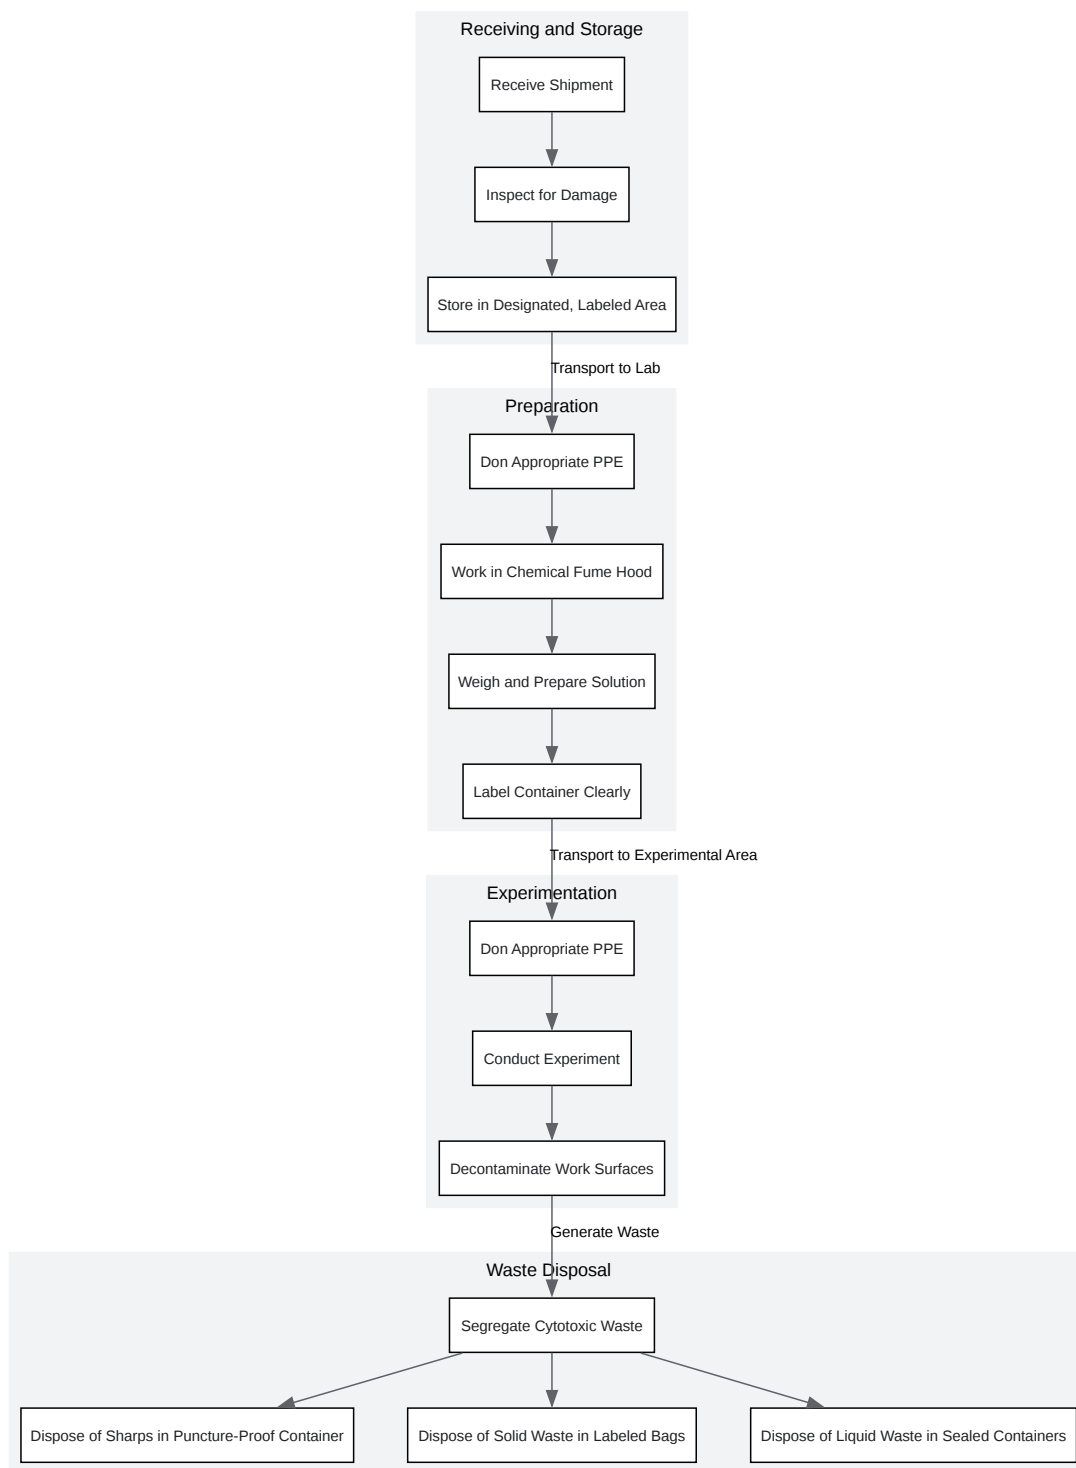 Receiving and Storage
Receive Shipment
Inspect for Damage
Store in Designated, Labeled Area
Transport to Lab
Preparation
Don Appropriate PPE
Work in Chemical Fume Hood
Weigh and Prepare Solution
Label Container Clearly
Transport to Experimental Area
Experimentation
Don Appropriate PPE
Conduct Experiment
Decontaminate Work Surfaces
Generate Waste
Waste Disposal
Segregate Cytotoxic Waste
Dispose of Sharps in Puncture-Proof Container
Dispose of Solid Waste in Labeled Bags
Dispose of Liquid Waste in Sealed Containers